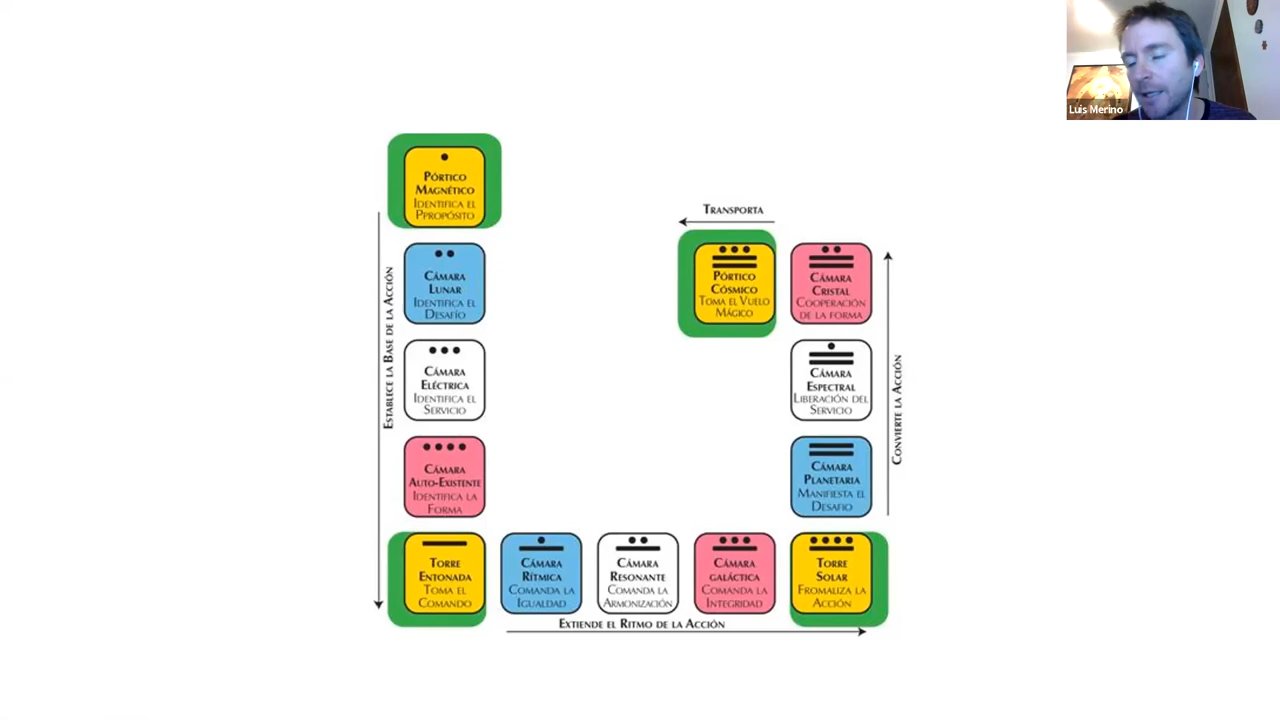 Luis Merino
PÓRTICO
MAGNÉTICO
IDENTIFICA EL
PPROPÓSITO
CÁMARA
LUNAR
IDENTIFICA EL
DESAFÍO
CÁMARA
ELÉCTRICA
IDENTIFICA EL
SERVICIO
CÁMARA
AUTO-EXISTENTE
IDENTIFICA LA
FORMA
TORRE
ENTONADA
TOMA EL
COMANDO
ESTABLECE LA BASE DE LA ACCIÓN
CÁMARA
RÍTMICA
COMANDA LA
IGUALDAD
CÁMARA
RESONANTE
COMANDA LA
ARMONIZACIÓN
CÁMARA
GALÁCTICA
COMANDA LA
INTEGRIDAD
TORRE
SOLAR
FROMALIZA LA
ACCIÓN
EXTIENDE EL RITMO DE LA ACCIÓN
CÁMARA
PLANETARIA
MANIFIESTA EL
DESAFIO
CÁMARA
ESPECTRAL
LIBERACIÓN DEL
SERVICIO
CÁMARA
CRISTAL
COOPERACIÓN
DE LA FORMA
CONVIERTE LA ACCIÓN
TRANSPORTA
PÓRTICO
CÓSMICO
TOMA EL VUELO
MÁGICO